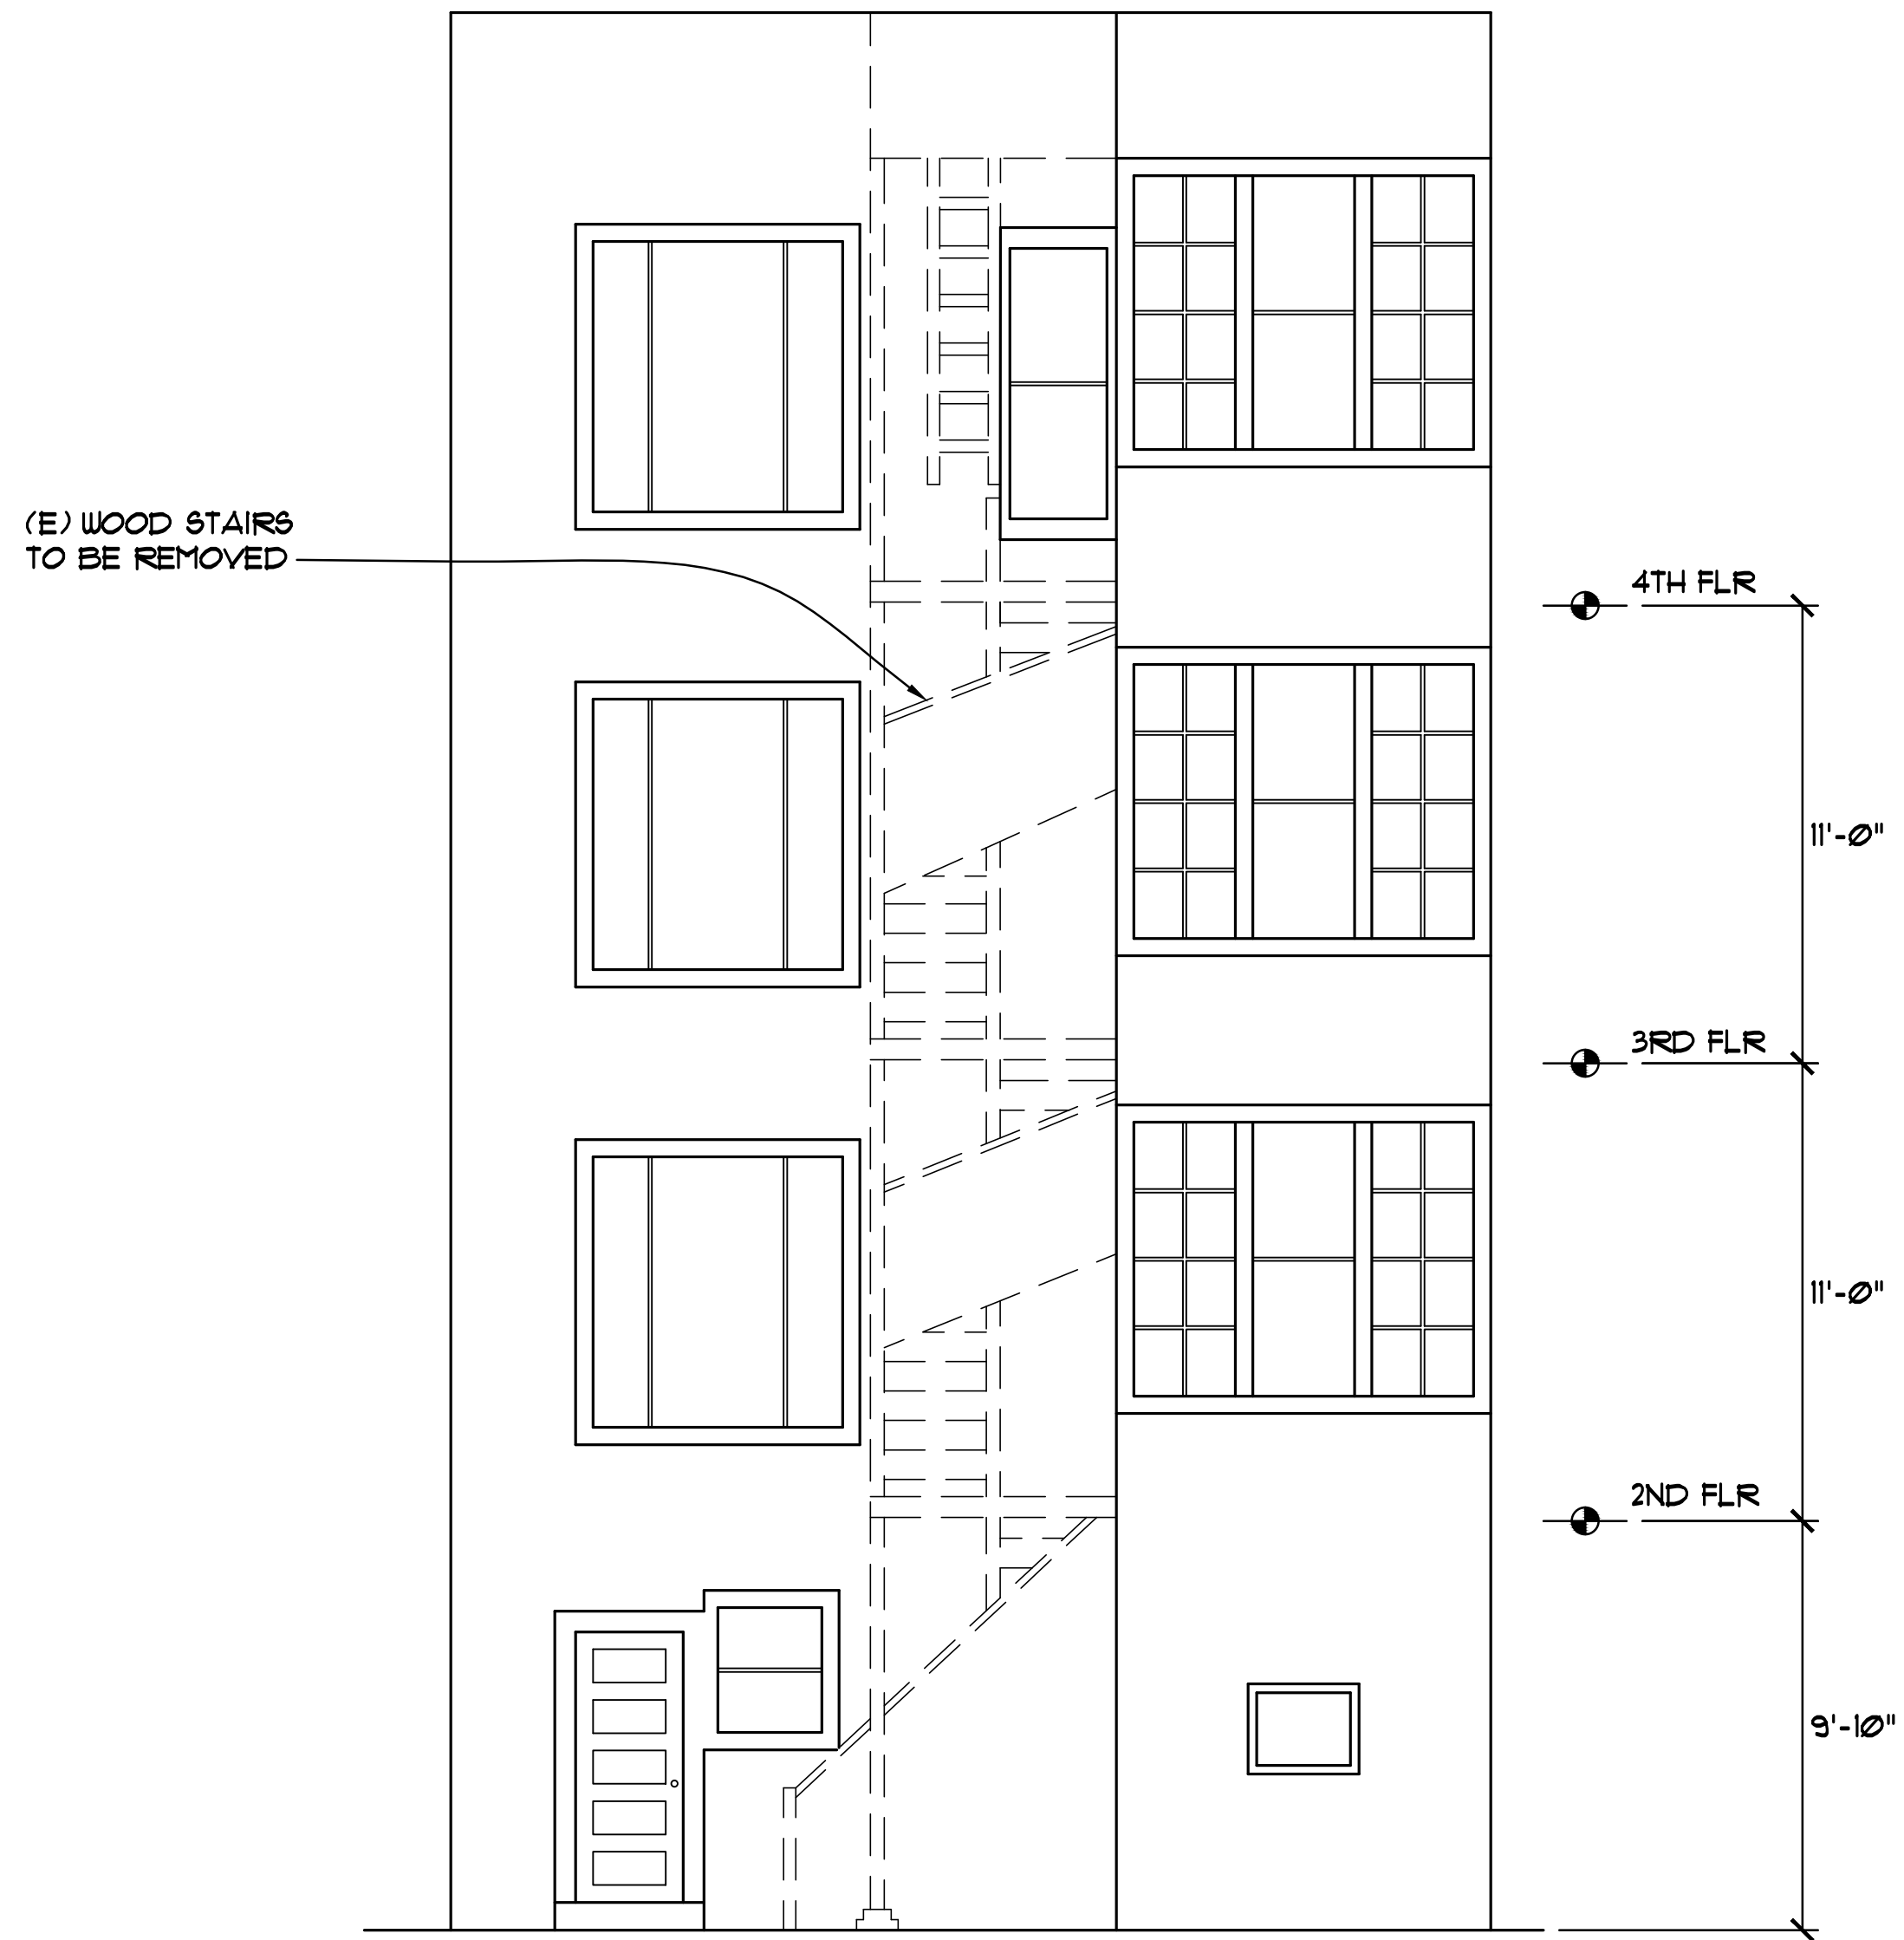 (E) WOOD STAIRS
TO BE REMOVED
4TH FLR
11'-0"
3RD FLR
11'-0"
2ND FLR
9'-10"